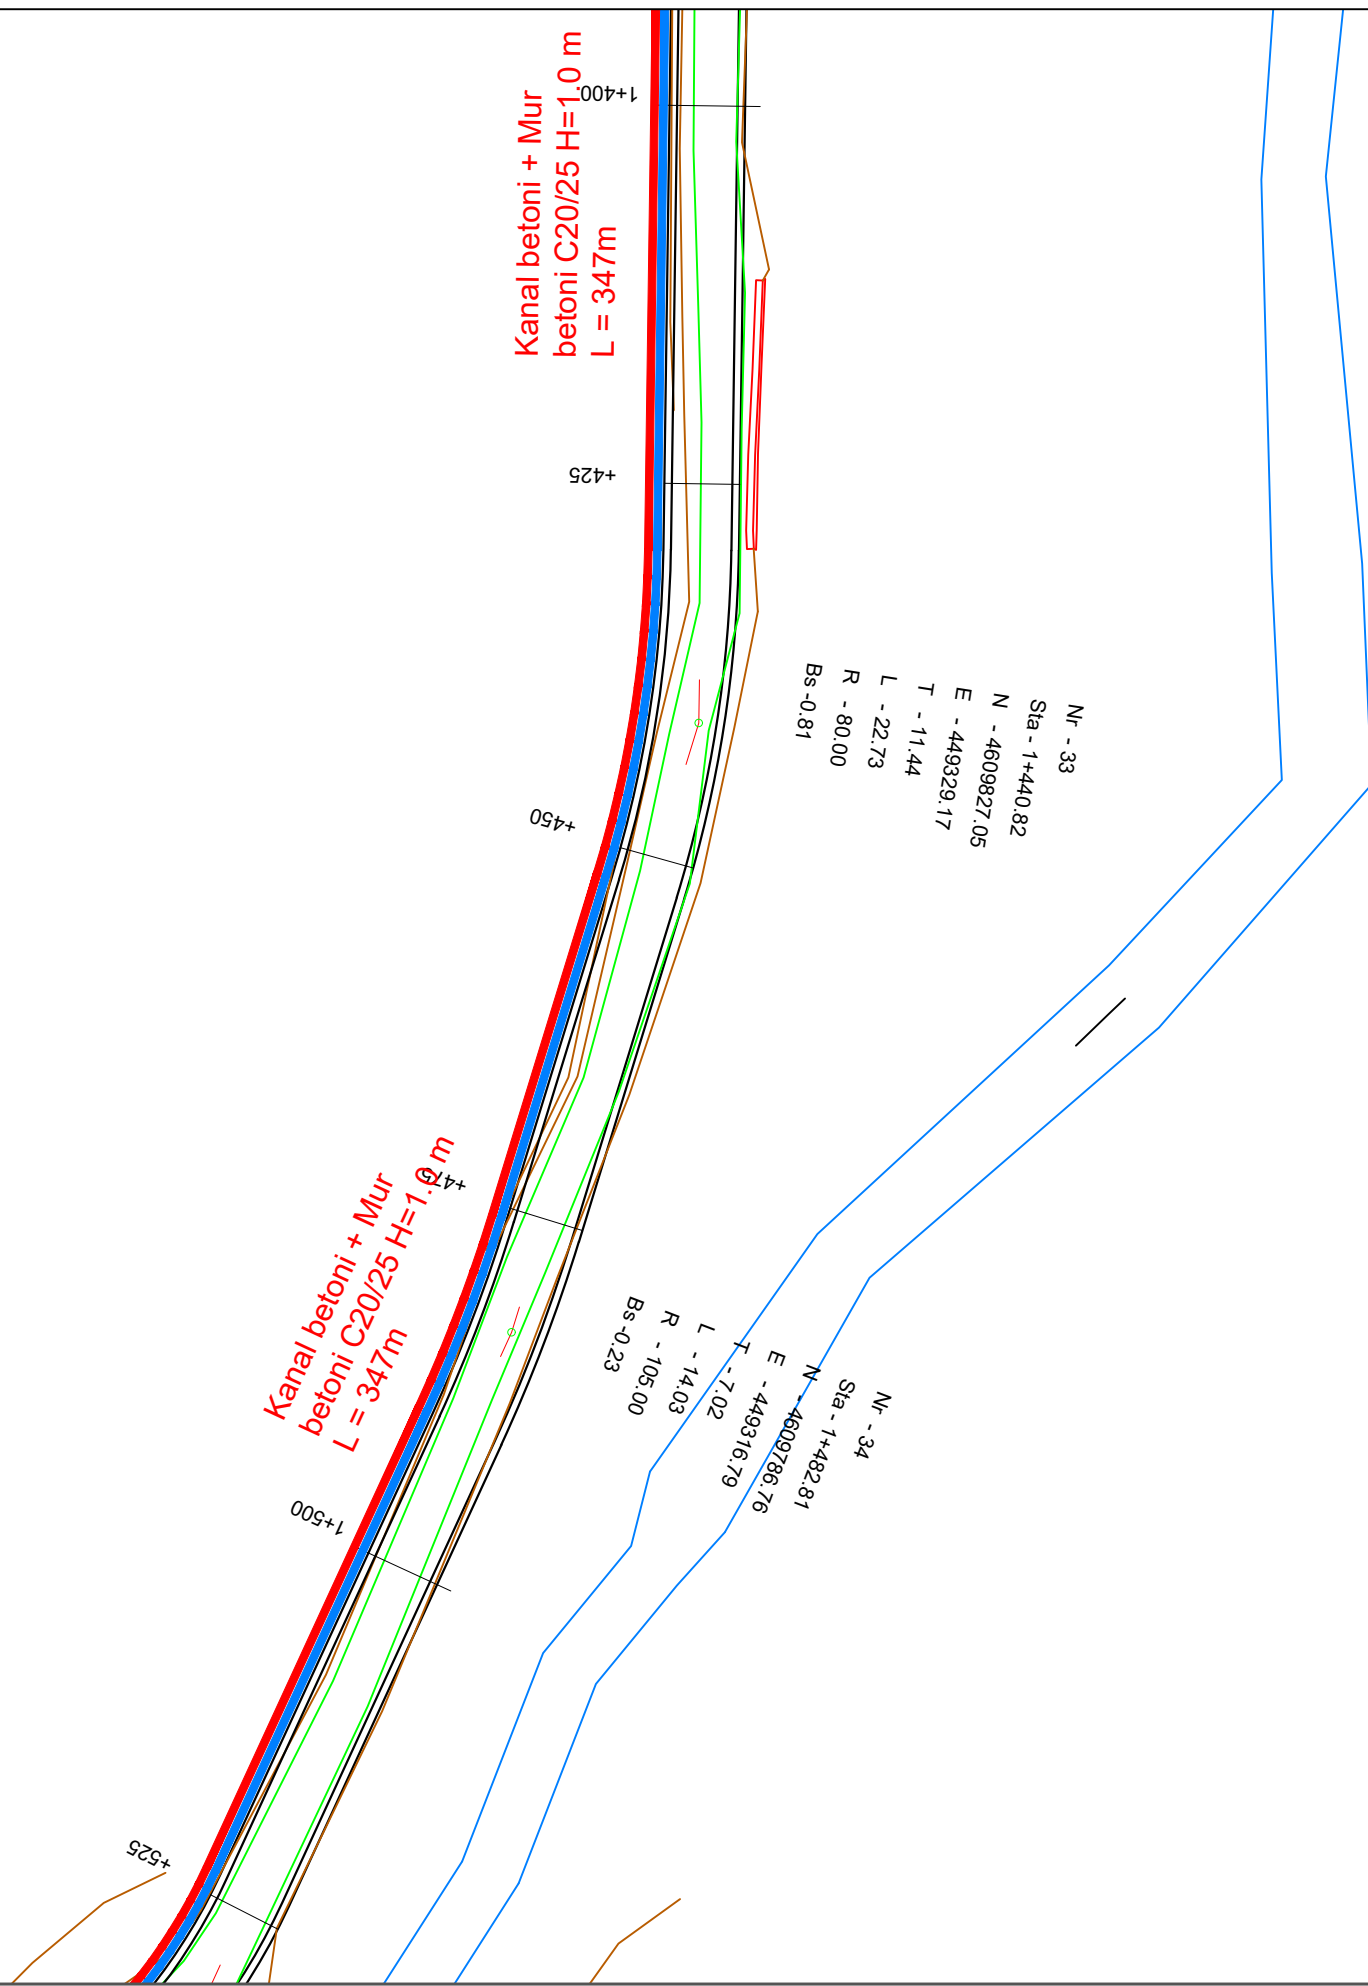 Kanal betoni + Mur
betoni C20/25 H=1.0 m
L = 347m
1+400
+425
Nr - 33
Sta - 1+440.82
N - 4609827.05
E - 449329.17
T - 11.44
L - 22.73
R - 80.00
Bs -0.81
+450
+475
Kanal betoni + Mur
betoni C20/25 H=1.0 m
L = 347m
Nr - 34
Sta - 1+482.81
N - 4609786.76
E - 449316.79
T - 7.02
L - 14.03
R - 105.00
Bs -0.23
1+500
+525